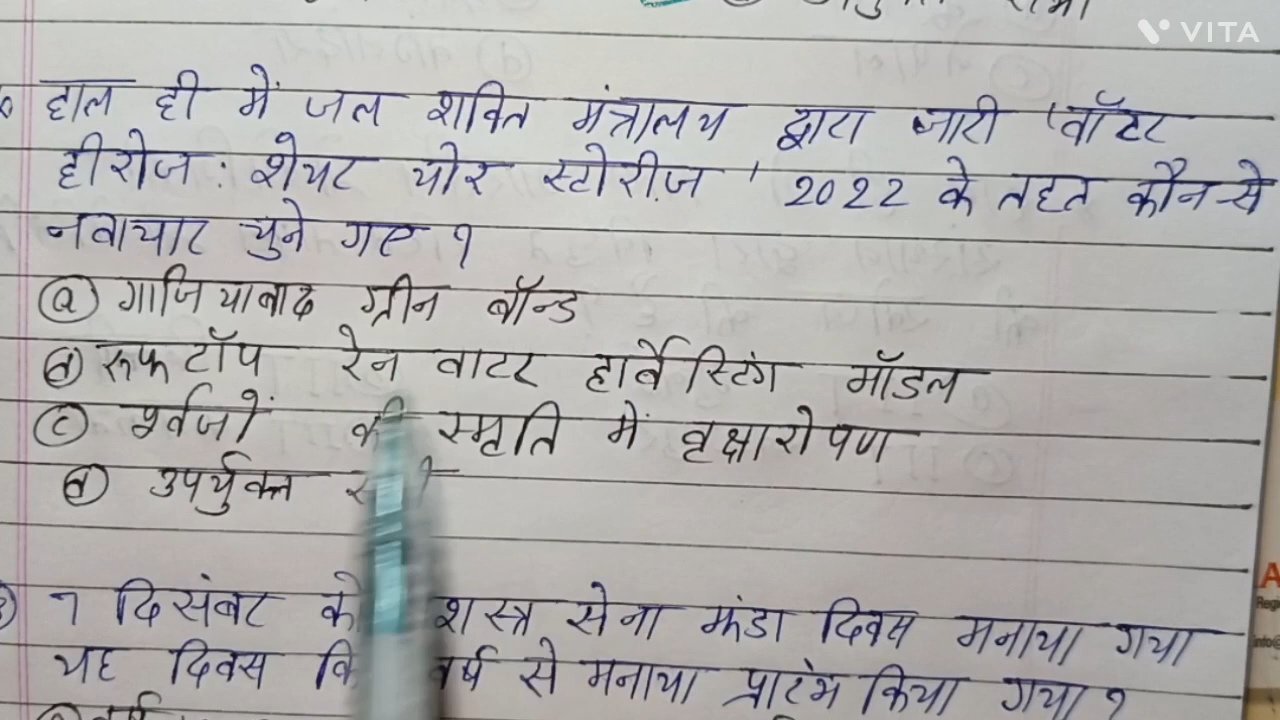 VITA
हाल ही में जल शक्ति मंत्रालय द्वारा जारी 'वॉटर
हीरोज: शेयर योर स्टोरीज' 2022 के तहत कौन से
नवाचार चुने गए ?
(a) गाजियाबाद ग्रीन बॉन्ड
(b) रूफटॉप रेन वाटर हार्वेस्टिंग मॉडल
(c) पूर्वजों की स्मृति में वृक्षारोपण
(d) उपर्युक्त
7 दिसंबर को शस्त्र सेना झंडा दिवस मनाया गया
यह दिवस वर्ष से मनाया प्रारंभ किया गया ?